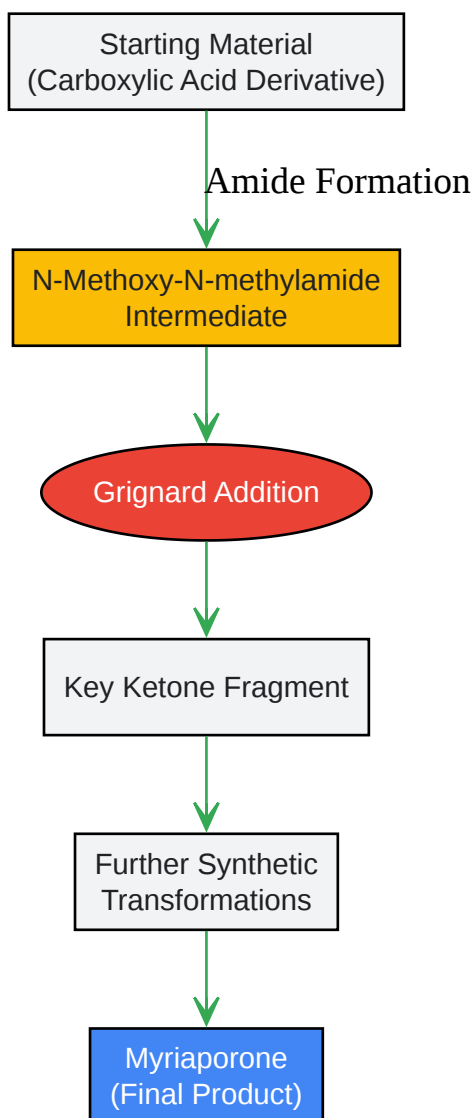 Starting Material
(Carboxylic Acid Derivative)
Amide Formation
N-Methoxy-N-methylamide
Intermediate
Grignard Addition
Key Ketone Fragment
Further Synthetic
Transformations
Myriaporone
(Final Product)